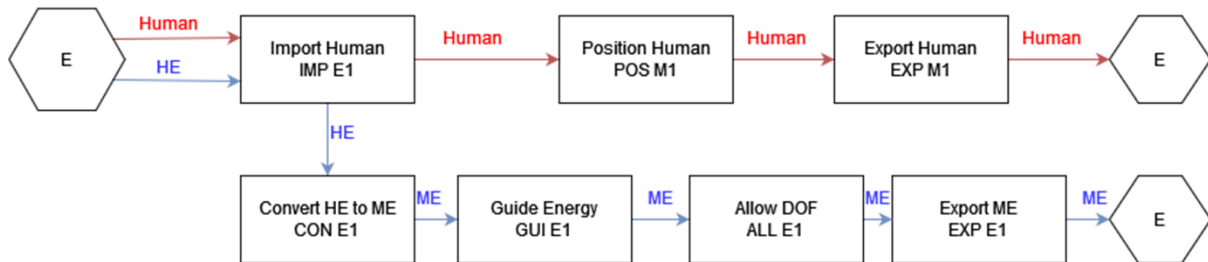 Human
Human
Human
Human
E
HE
Import Human
IMP E1
Position Human
POS M1
Export Human
EXP M1
E
HE
Convert HE to ME
CON E1
ME
Guide Energy
GUI E1
ME
Allow DOF
ALL E1
ME
Export ME
EXP E1
ME
E